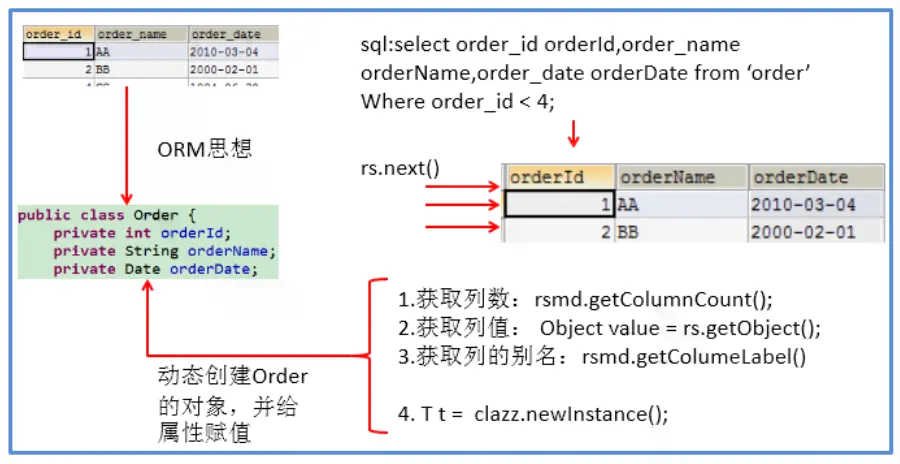 order_id order_name order_date
1 AA 2010-03-04
2 BB 2000-02-01
sql:select order_id orderId,order_name
orderName,order_date orderDate from ‘order’
Where order_id < 4;
ORM思想
rs.next()
orderId orderName orderDate
1 AA 2010-03-04
2 BB 2000-02-01
public class Order {
private int orderId;
private String orderName;
private Date orderDate;
1.获取列数：rsmd.getColumnCount();
2.获取列值： Object value = rs.getObject();
3.获取列的别名：rsmd.getColumeLabel()
4. T t = clazz.newInstance();
动态创建Order
的对象，并给
属性赋值